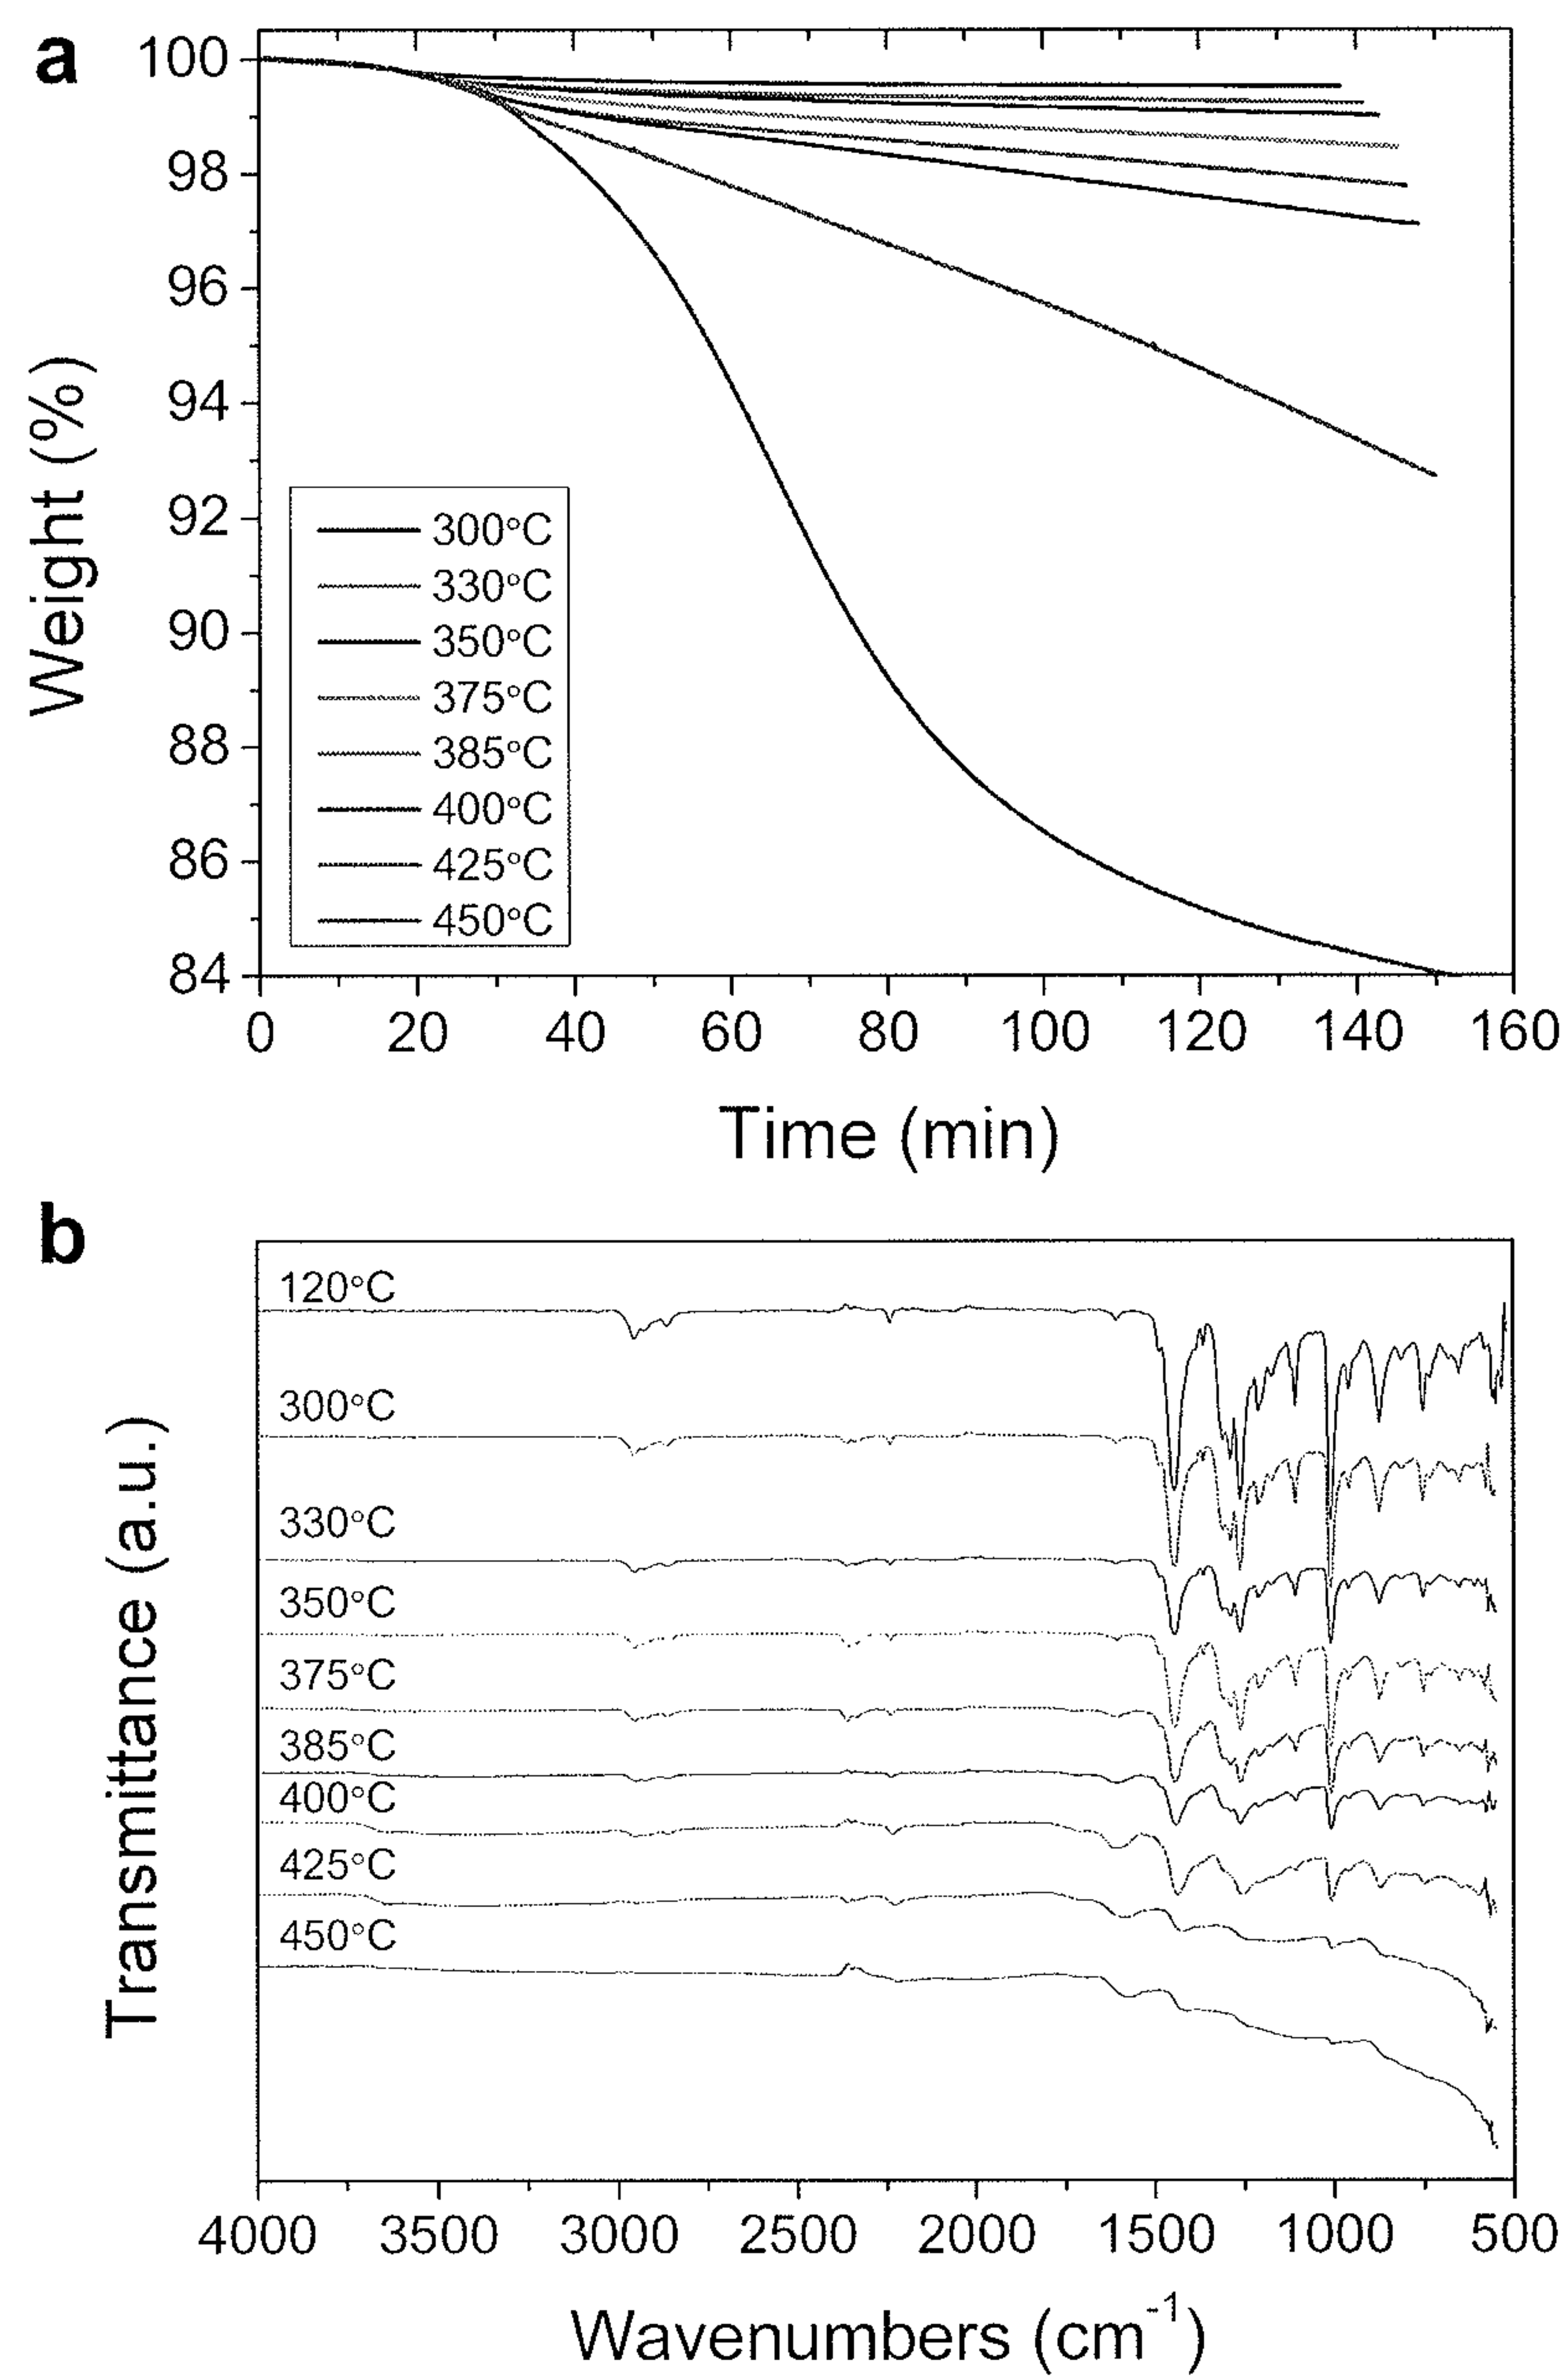 a
100
98
96
94
92
90
88
86
84
Weight (%)
300°C
330°C
350°C
375°C
385°C
400°C
425°C
450°C
0 20 40 60 80 100 120 140 160
Time (min)
b
120°C
300°C
330°C
350°C
375°C
385°C
400°C
425°C
450°C
Transmittance (a.u.)
4000 3500 3000 2500 2000 1500 1000 500
Wavenumbers (cm⁻¹)